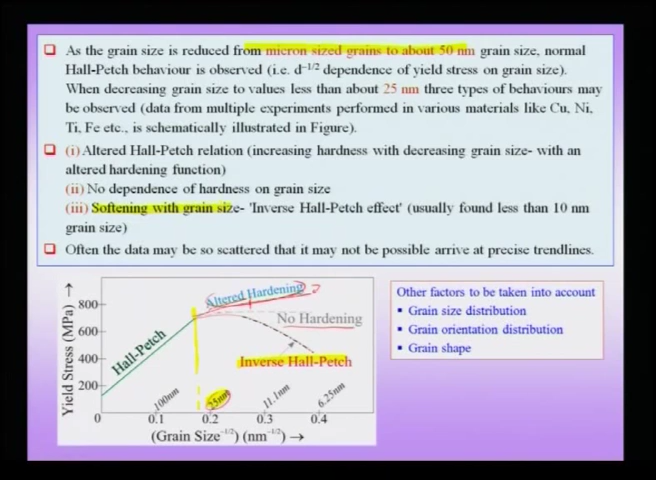 As the grain size is reduced from micron sized grains to about 50 nm grain size, normal
Hall-Petch behaviour is observed (i.e. d⁻¹/² dependence of yield stress on grain size).
When decreasing grain size to values less than about 25 nm three types of behaviours may
be observed (data from multiple experiments performed in various materials like Cu, Ni,
Ti, Fe etc., is schematically illustrated in Figure).
(i) Altered Hall-Petch relation (increasing hardness with decreasing grain size- with an
altered hardening function)
(ii) No dependence of hardness on grain size
(iii) Softening with grain size- 'Inverse Hall-Petch effect' (usually found less than 10 nm
grain size)
Often the data may be so scattered that it may not be possible arrive at precise trendlines.
Yield Stress (MPa) →
800
600
400
200
Hall-Petch
Altered Hardening
?
No Hardening
Inverse Hall-Petch
100nm
25nm
11.1nm
6.25nm
0
0.1
0.2
0.3
0.4
(Grain Size⁻¹/²) (nm⁻¹/²) →
Other factors to be taken into account
▪ Grain size distribution
▪ Grain orientation distribution
▪ Grain shape